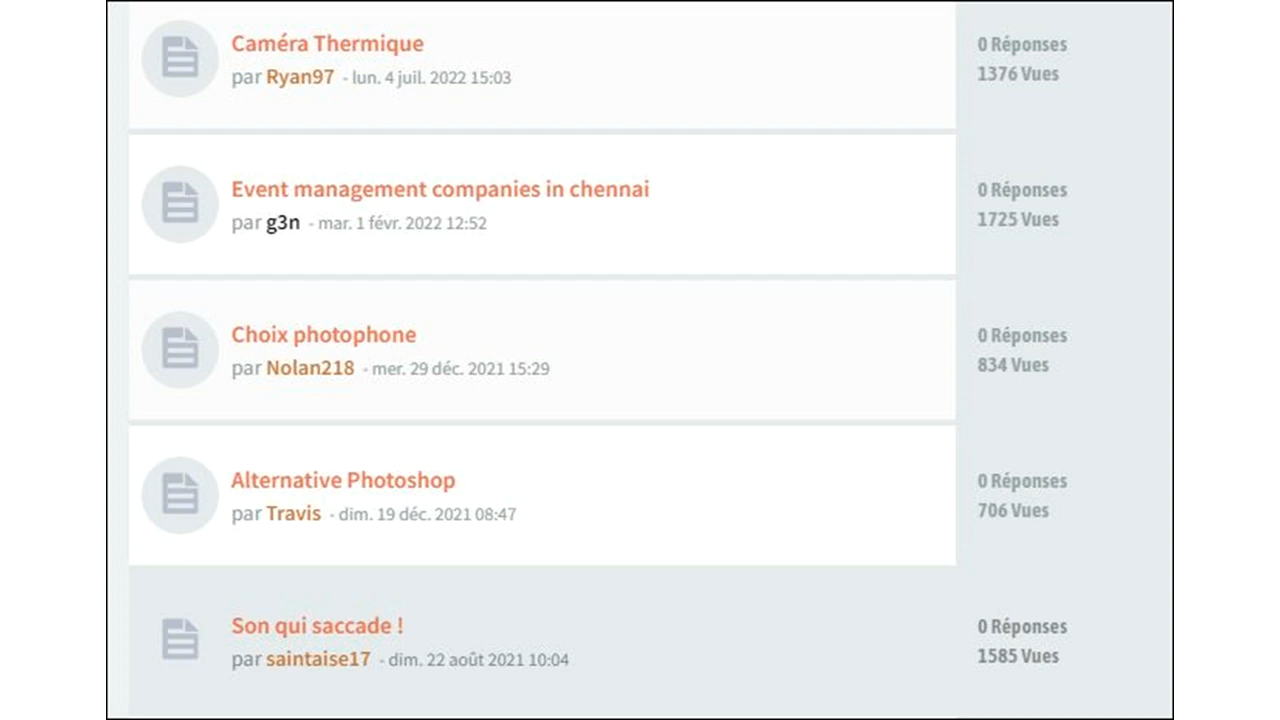 Caméra Thermique
par Ryan97 - lun. 4 juil. 2022 15:03
0 Réponses
1376 Vues
Event management companies in chennai
par g3n - mar. 1 févr. 2022 12:52
0 Réponses
1725 Vues
Choix photophone
par Nolan218 - mer. 29 déc. 2021 15:29
0 Réponses
834 Vues
Alternative Photoshop
par Travis - dim. 19 déc. 2021 08:47
0 Réponses
706 Vues
Son qui saccade !
par saintaise17 - dim. 22 août 2021 10:04
0 Réponses
1585 Vues